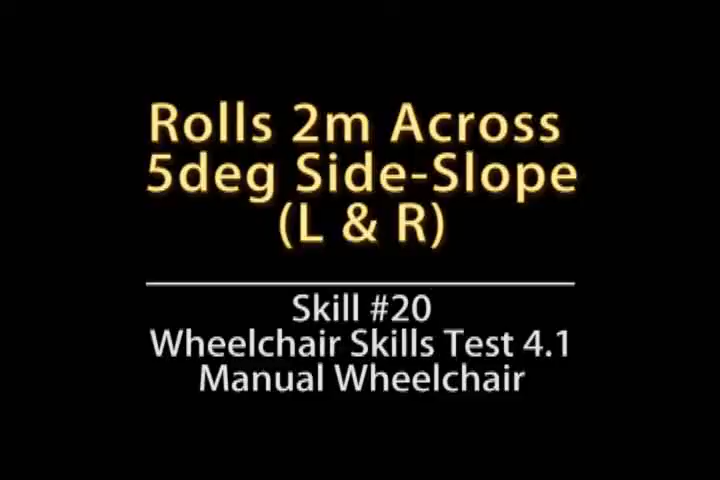 Rolls 2m Across
5deg Side-Slope
(L & R)
Skill #20
Wheelchair Skills Test 4.1
Manual Wheelchair